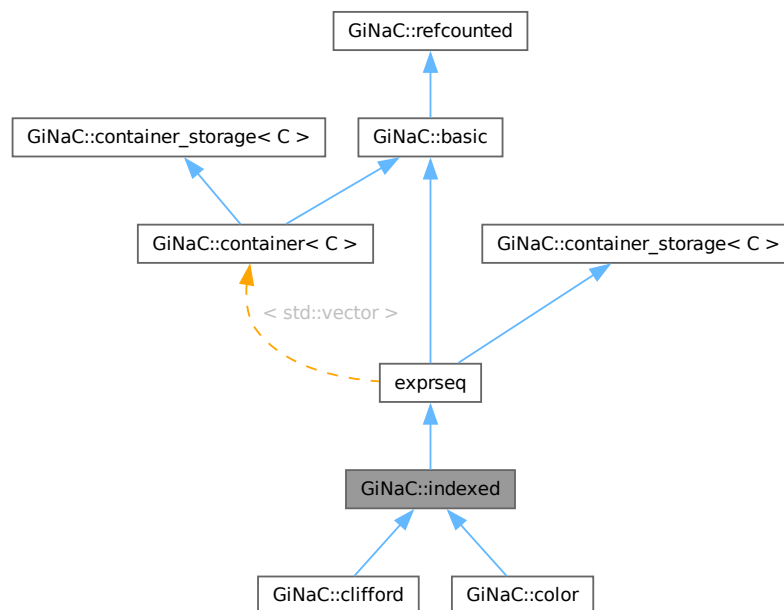 GiNaC::refcounted
GiNaC::container_storage< C >
GiNaC::basic
GiNaC::container< C >
GiNaC::container_storage< C >
< std::vector >
exprseq
GiNaC::indexed
GiNaC::clifford
GiNaC::color